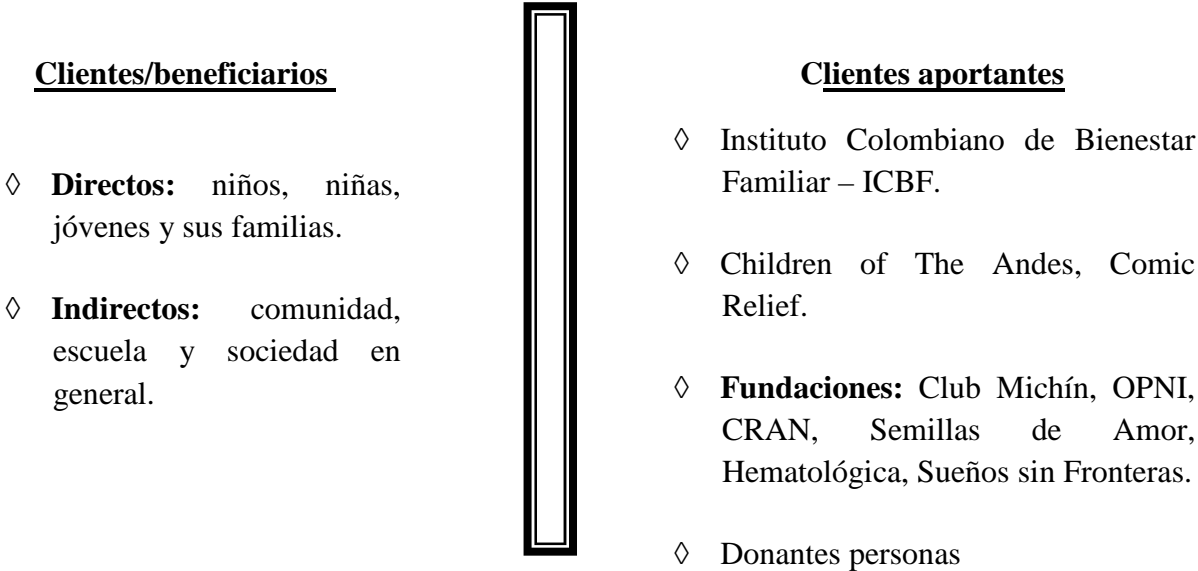 Clientes/beneficiarios
◊ Directos: niños, niñas,
jóvenes y sus familias.
◊ Indirectos: comunidad,
escuela y sociedad en
general.
Clientes aportantes
◊ Instituto Colombiano de Bienestar
Familiar – ICBF.
◊ Children of The Andes, Comic
Relief.
◊ Fundaciones: Club Michín, OPNI,
CRAN, Semillas de Amor,
Hematológica, Sueños sin Fronteras.
◊ Donantes personas